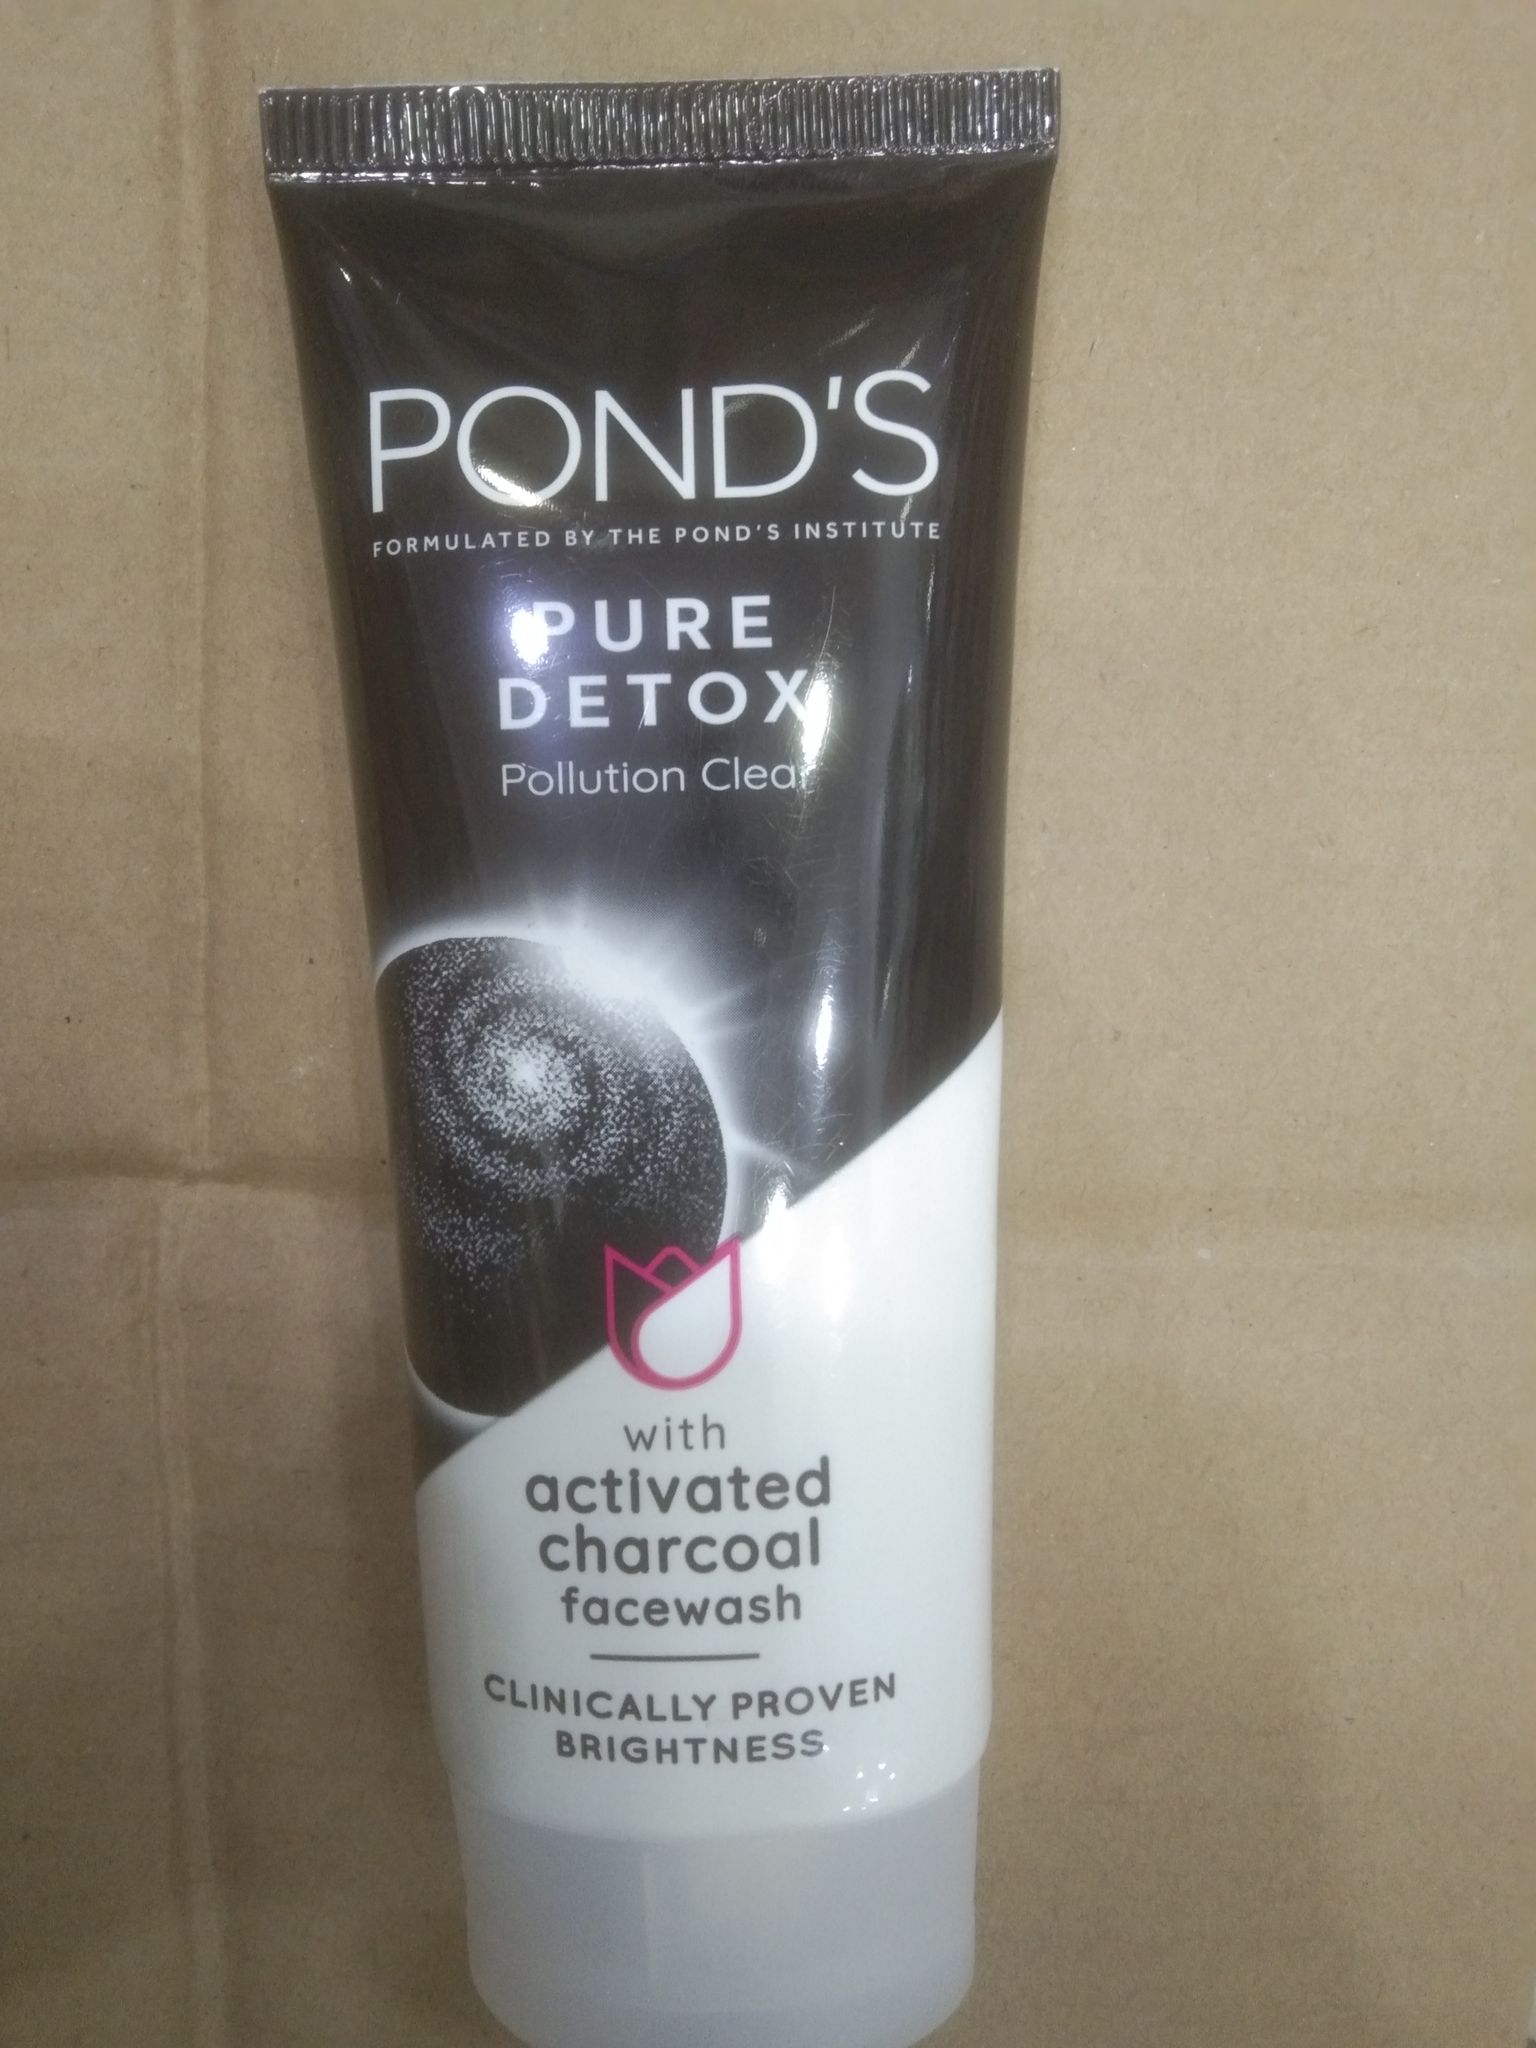 POND'S
FORMULATED BY THE POND'S INSTITUTE
PURE
DETOX
Pollution Clear
with
activated
charcoal
facewash
CLINICALLY PROVEN
BRIGHTNESS